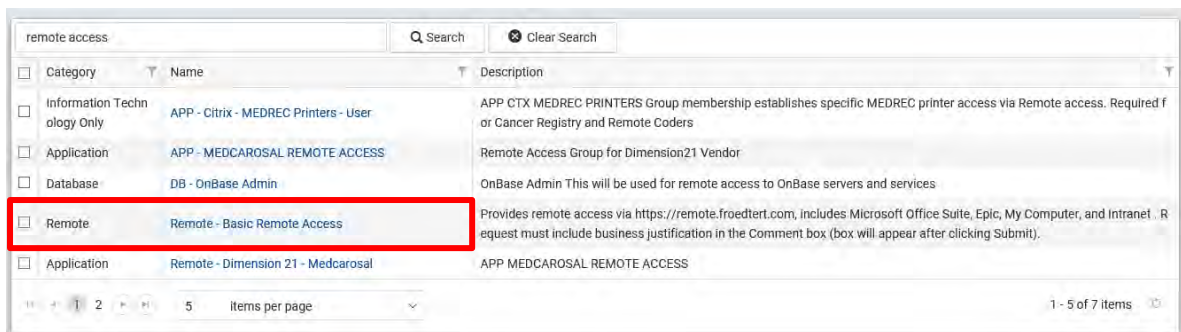 remote access Search Clear Search
Category Name Description
Information Techn
ology Only
APP - Citrix - MEDREC Printers - User
APP CTX MEDREC PRINTERS Group membership establishes specific MEDREC printer access via Remote access. Required f
or Cancer Registry and Remote Coders
Application APP - MEDCAROSAL REMOTE ACCESS Remote Access Group for Dimension21 Vendor
Database DB - OnBase Admin OnBase Admin This will be used for remote access to OnBase servers and services
Remote Remote - Basic Remote Access
Provides remote access via https://remote.froedtert.com, includes Microsoft Office Suite, Epic, My Computer, and Intranet . R
equest must include business justification in the Comment box (box will appear after clicking Submit).
Application Remote - Dimension 21 - Medcarosal APP MEDCAROSAL REMOTE ACCESS
1 2 5 items per page 1 - 5 of 7 items